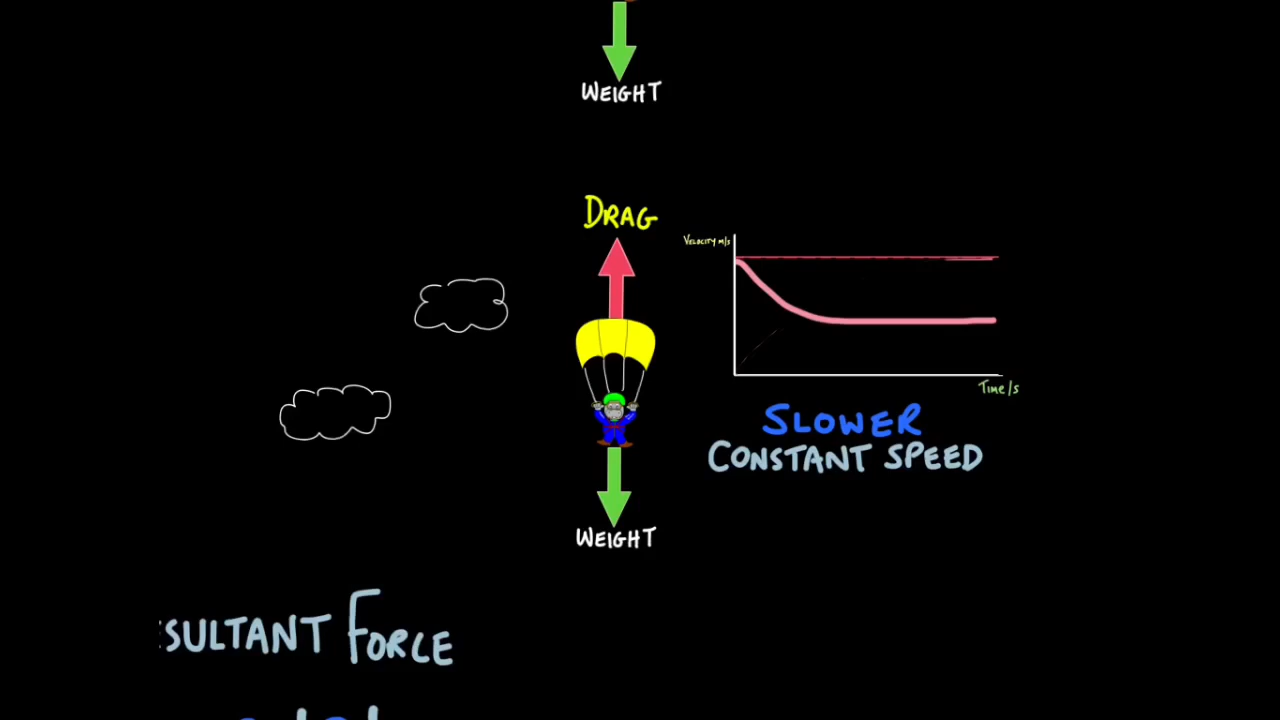 WEIGHT
DRAG
VELOCITY m/s
Time/s
SLOWER
CONSTANT SPEED
WEIGHT
SULTANT FORCE